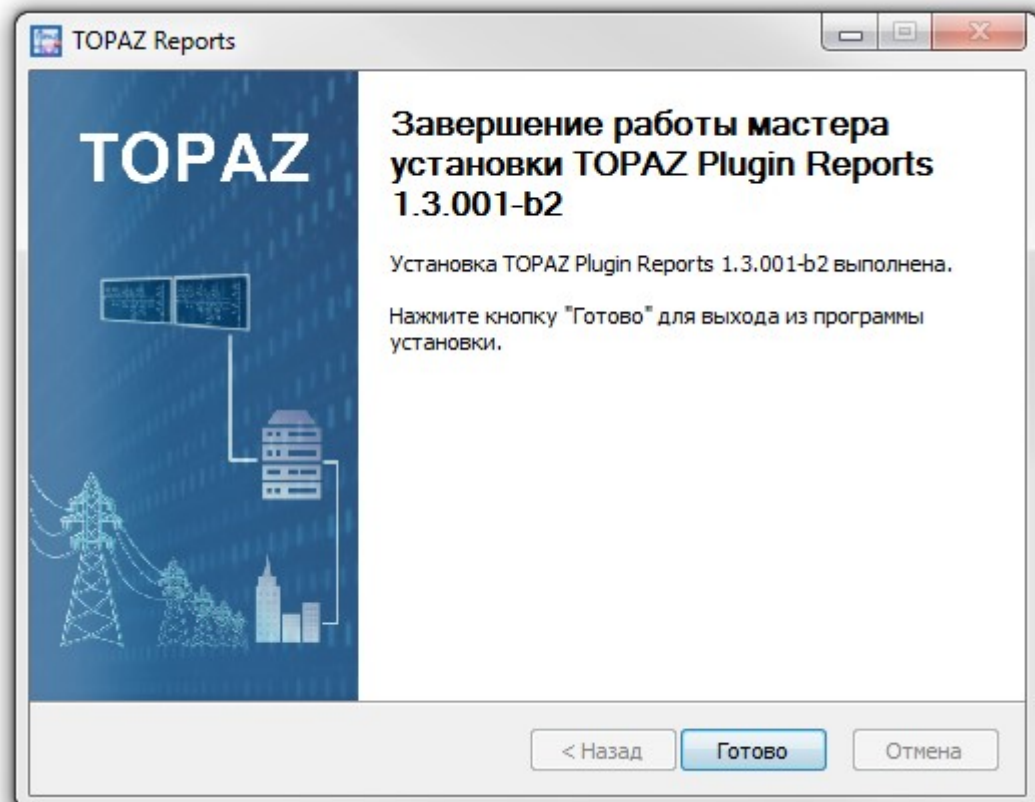 TOPAZ Reports
TOPAZ
Завершение работы мастера
установки TOPAZ Plugin Reports
1.3.001-b2
Установка TOPAZ Plugin Reports 1.3.001-b2 выполнена.
Нажмите кнопку "Готово" для выхода из программы
установки.
< Назад
Готово
Отмена